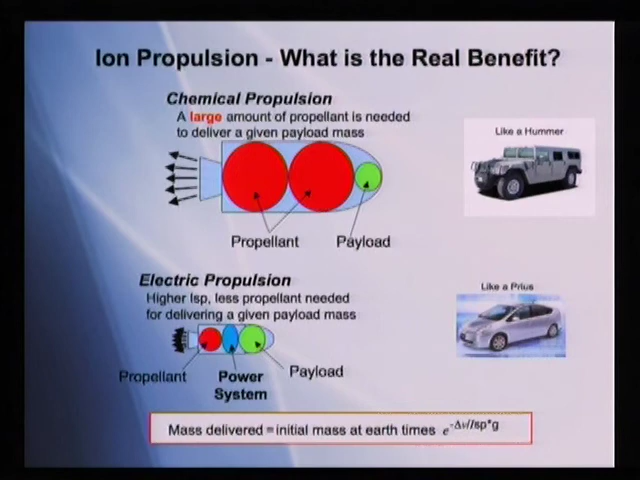 Ion Propulsion - What is the Real Benefit?
Chemical Propulsion
A large amount of propellant is needed
to deliver a given payload mass
Like a Hummer
Propellant
Payload
Electric Propulsion
Higher Isp, less propellant needed
for delivering a given payload mass
Like a Prius
Propellant
Power
System
Payload
Mass delivered = initial mass at earth times e^-Δv/Isp*g